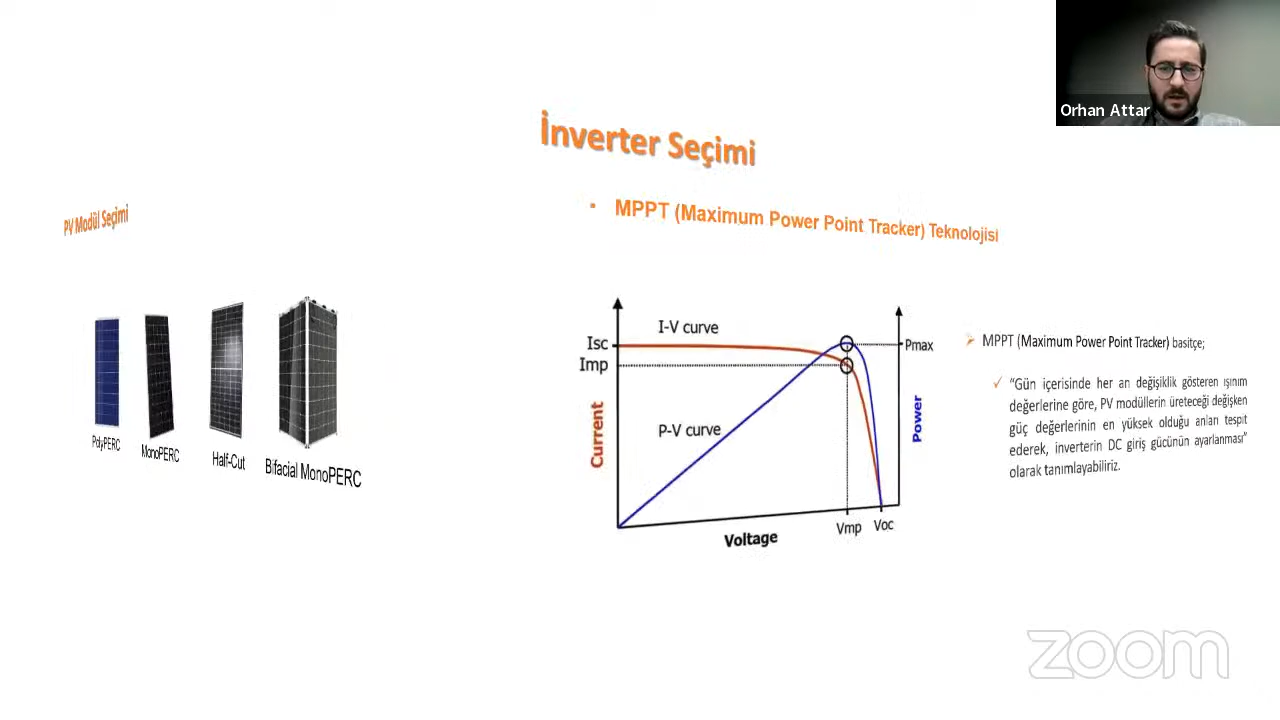 Orhan Attar
İnverter Seçimi
PV Modül Seçimi
▪ MPPT (Maximum Power Point Tracker) Teknolojisi
PolyPERC
MonoPERC
Half-Cut
Bifacial MonoPERC
I-V curve
Isc
Imp
P-V curve
Current
Power
Pmax
Vmp
Voc
Voltage
➢ MPPT (Maximum Power Point Tracker) basitçe;
✓ “Gün içerisinde her an değişiklik gösteren ışınım
değerlerine göre, PV modüllerin üreteceği değişken
güç değerlerinin en yüksek olduğu anları tespit
ederek, inverterin DC giriş gücünün ayarlanması”
olarak tanımlayabiliriz.
zoom